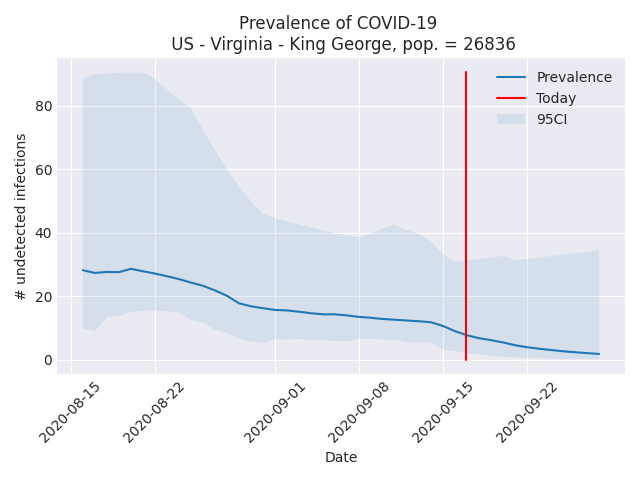 Prevalence of COVID-19
US - Virginia - King George, pop. = 26836
Prevalence
Today
95CI
# undetected infections
80
60
40
20
0
2020-08-15
2020-08-22
2020-09-01
2020-09-08
2020-09-15
2020-09-22
Date